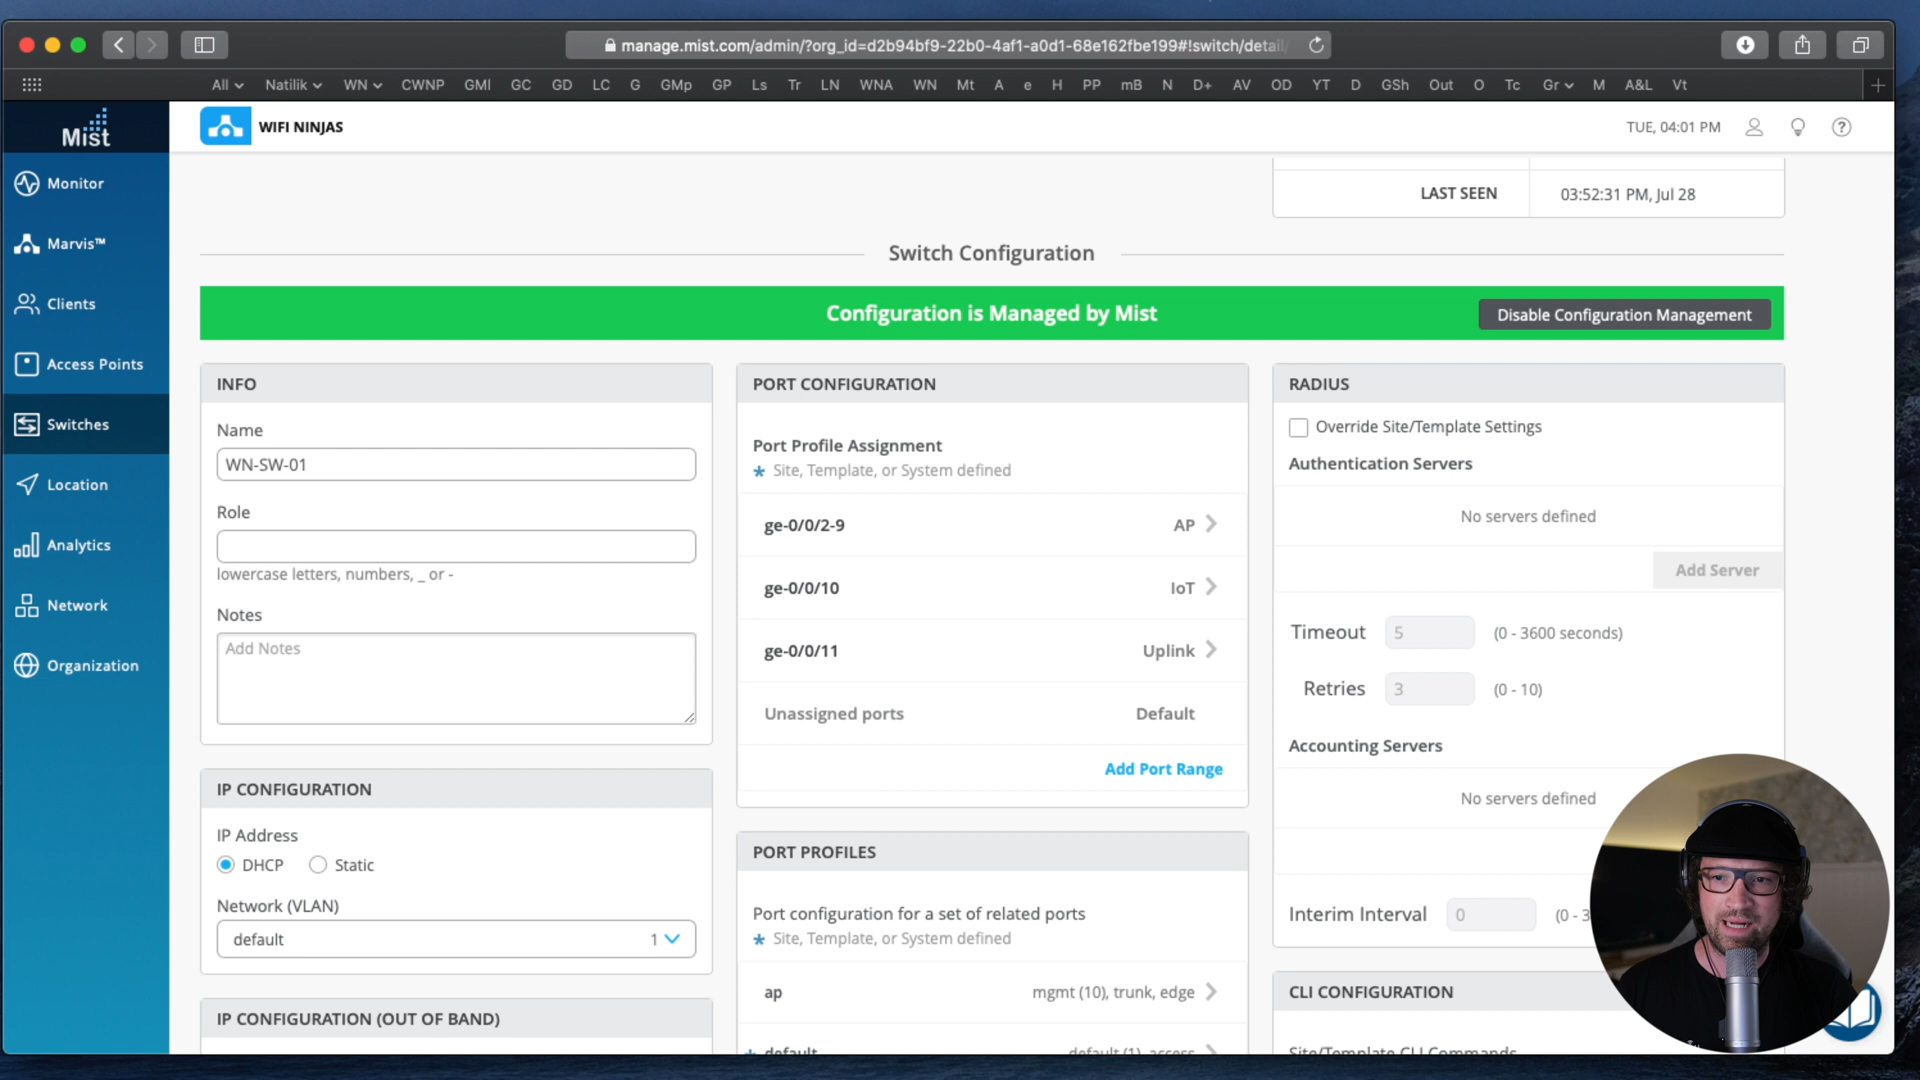 manage.mist.com/admin/?org_id=d2b94bf9-22b0-4af1-a0d1-68e162fbe199#!switch/detail/
All Natilik WN CWNP GMI GC GD LC G GMp GP Ls Tr LN WNA WN Mt A e H PP mB N D+ AV OD YT D GSh Out O Tc Gr M A&L Vt
Mist
WIFI NINJAS
TUE, 04:01 PM
Monitor
Marvis™
Clients
Access Points
Switches
Location
Analytics
Network
Organization
LAST SEEN 03:52:31 PM, Jul 28
Switch Configuration
Configuration is Managed by Mist
Disable Configuration Management
INFO
Name
WN-SW-01
Role
lowercase letters, numbers, _ or -
Notes
Add Notes
IP CONFIGURATION
IP Address
DHCP Static
Network (VLAN)
default 1
IP CONFIGURATION (OUT OF BAND)
PORT CONFIGURATION
Port Profile Assignment
* Site, Template, or System defined
ge-0/0/2-9 AP
ge-0/0/10 IoT
ge-0/0/11 Uplink
Unassigned ports Default
Add Port Range
PORT PROFILES
Port configuration for a set of related ports
* Site, Template, or System defined
ap mgmt (10), trunk, edge
* default default (1), access
RADIUS
Override Site/Template Settings
Authentication Servers
No servers defined
Add Server
Timeout 5 (0 - 3600 seconds)
Retries 3 (0 - 10)
Accounting Servers
No servers defined
Interim Interval 0 (0 - 3
CLI CONFIGURATION
Site/Template CLI Commands